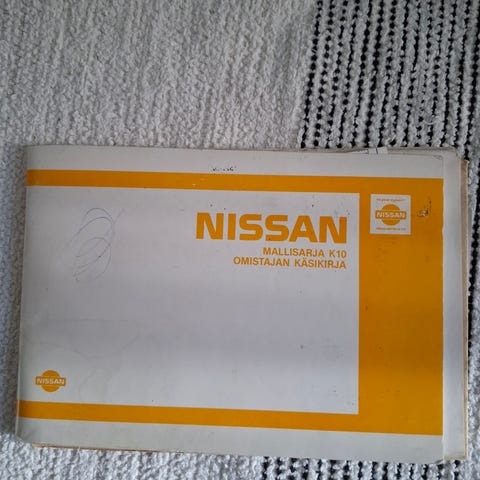 NISSAN
MALLISARJA K10
OMISTAJAN KÄSIKIRJA
NISSAN
NISSAN